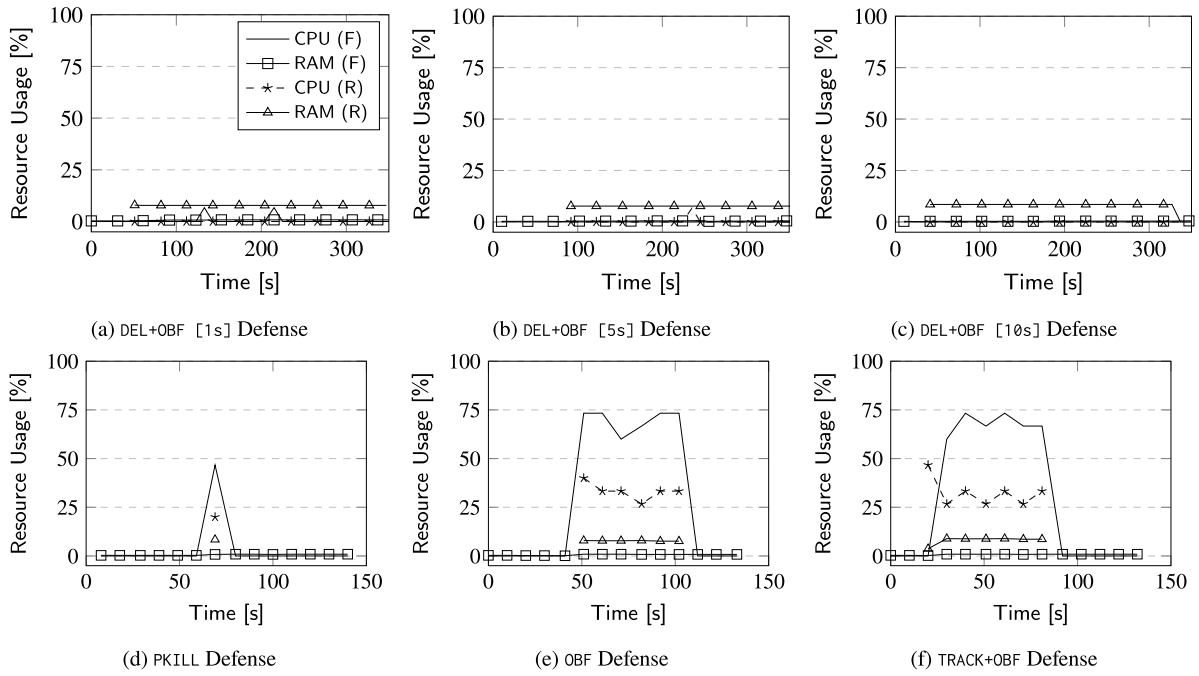 100
75
50
25
0
Resource Usage [%]
CPU (F)
RAM (F)
CPU (R)
RAM (R)
0 100 200 300
Time [s]
(a) DEL+OBF [1s] Defense
100
75
50
25
0
Resource Usage [%]
0 100 200 300
Time [s]
(b) DEL+OBF [5s] Defense
100
75
50
25
0
Resource Usage [%]
0 100 200 300
Time [s]
(c) DEL+OBF [10s] Defense
100
75
50
25
0
Resource Usage [%]
0 50 100 150
Time [s]
(d) PKILL Defense
100
75
50
25
0
Resource Usage [%]
0 50 100 150
Time [s]
(e) OBF Defense
100
75
50
25
0
Resource Usage [%]
0 50 100 150
Time [s]
(f) TRACK+OBF Defense